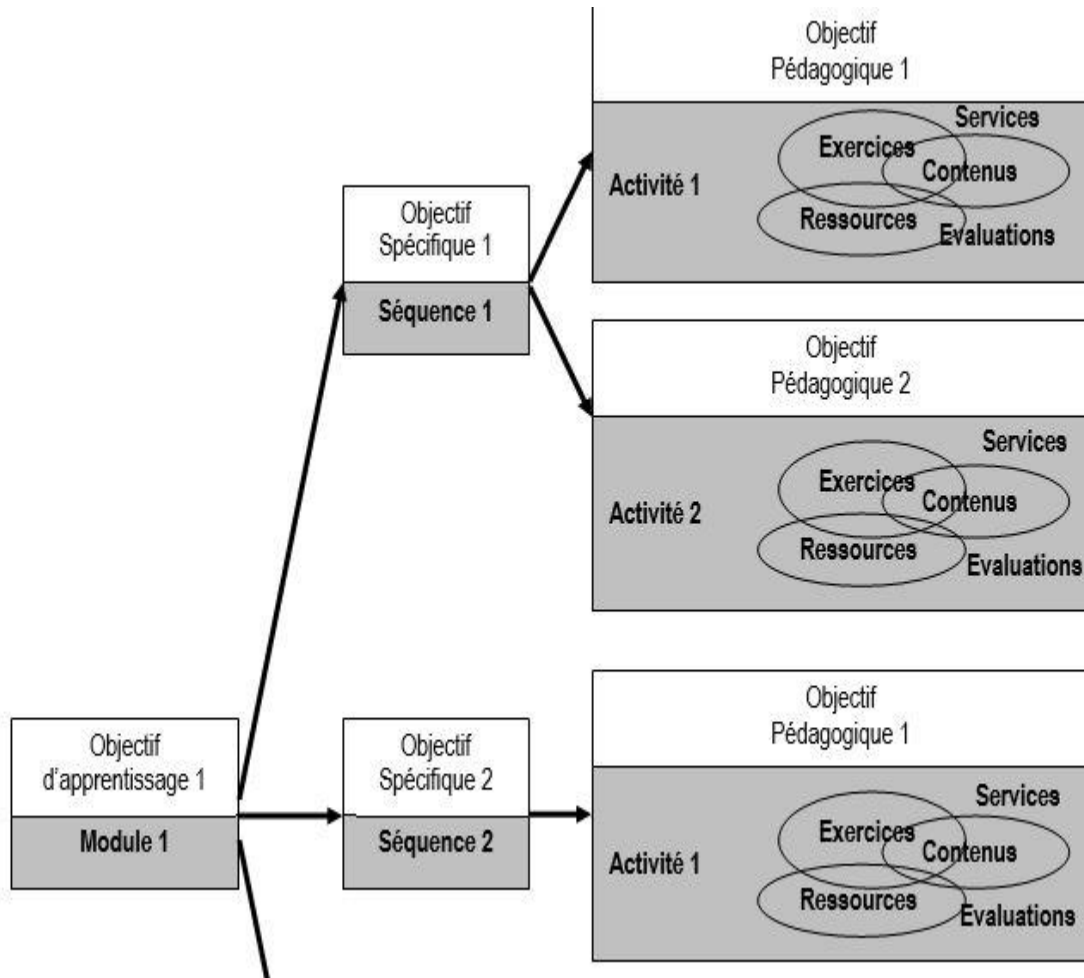 Objectif
Pédagogique 1
Services
Exercices
Contenus
Activité 1
Ressources
Evaluations
Objectif
Spécifique 1
Séquence 1
Objectif
Pédagogique 2
Services
Exercices
Contenus
Activité 2
Ressources
Evaluations
Objectif
d'apprentissage 1
Module 1
Objectif
Spécifique 2
Séquence 2
Objectif
Pédagogique 1
Services
Exercices
Contenus
Activité 1
Ressources
Evaluations